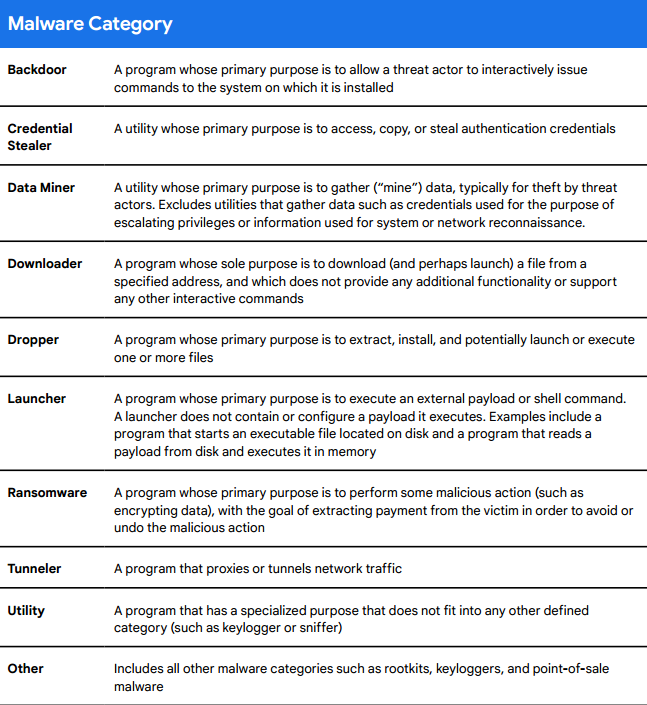 Malware Category
Backdoor
A program whose primary purpose is to allow a threat actor to interactively issue
commands to the system on which it is installed
Credential
Stealer
A utility whose primary purpose is to access, copy, or steal authentication credentials
Data Miner
A utility whose primary purpose is to gather (“mine”) data, typically for theft by threat
actors. Excludes utilities that gather data such as credentials used for the purpose of
escalating privileges or information used for system or network reconnaissance.
Downloader
A program whose sole purpose is to download (and perhaps launch) a file from a
specified address, and which does not provide any additional functionality or support
any other interactive commands
Dropper
A program whose primary purpose is to extract, install, and potentially launch or execute
one or more files
Launcher
A program whose primary purpose is to execute an external payload or shell command.
A launcher does not contain or configure a payload it executes. Examples include a
program that starts an executable file located on disk and a program that reads a
payload from disk and executes it in memory
Ransomware
A program whose primary purpose is to perform some malicious action (such as
encrypting data), with the goal of extracting payment from the victim in order to avoid or
undo the malicious action
Tunneler
A program that proxies or tunnels network traffic
Utility
A program that has a specialized purpose that does not fit into any other defined
category (such as keylogger or sniffer)
Other
Includes all other malware categories such as rootkits, keyloggers, and point-of-sale
malware